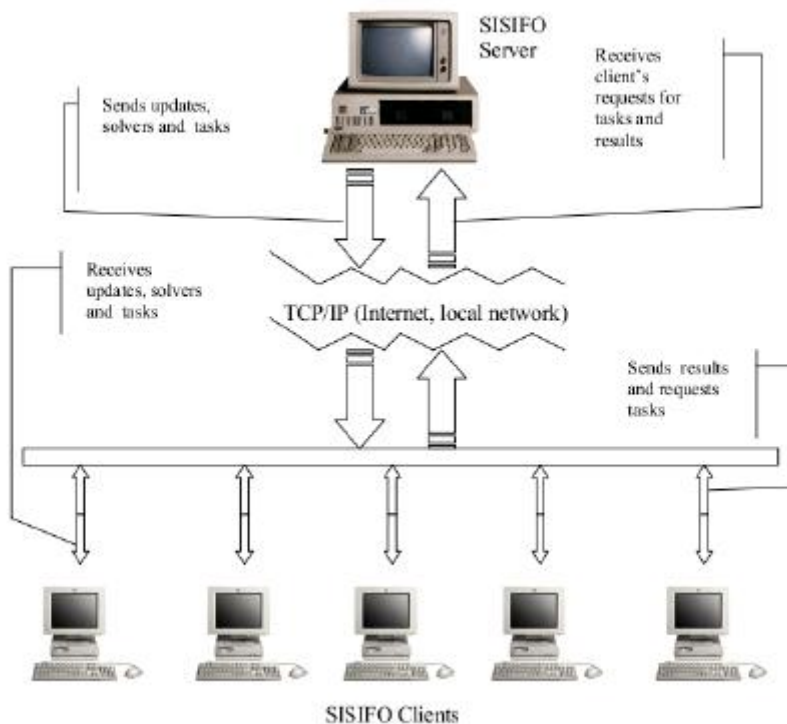 SISIFO
Server
Receives
client's
requests for
tasks and
results
Sends updates,
solvers and tasks
Receives
updates, solvers
and tasks
TCP/IP (Internet, local network)
Sends results
and requests
tasks
SISIFO Clients